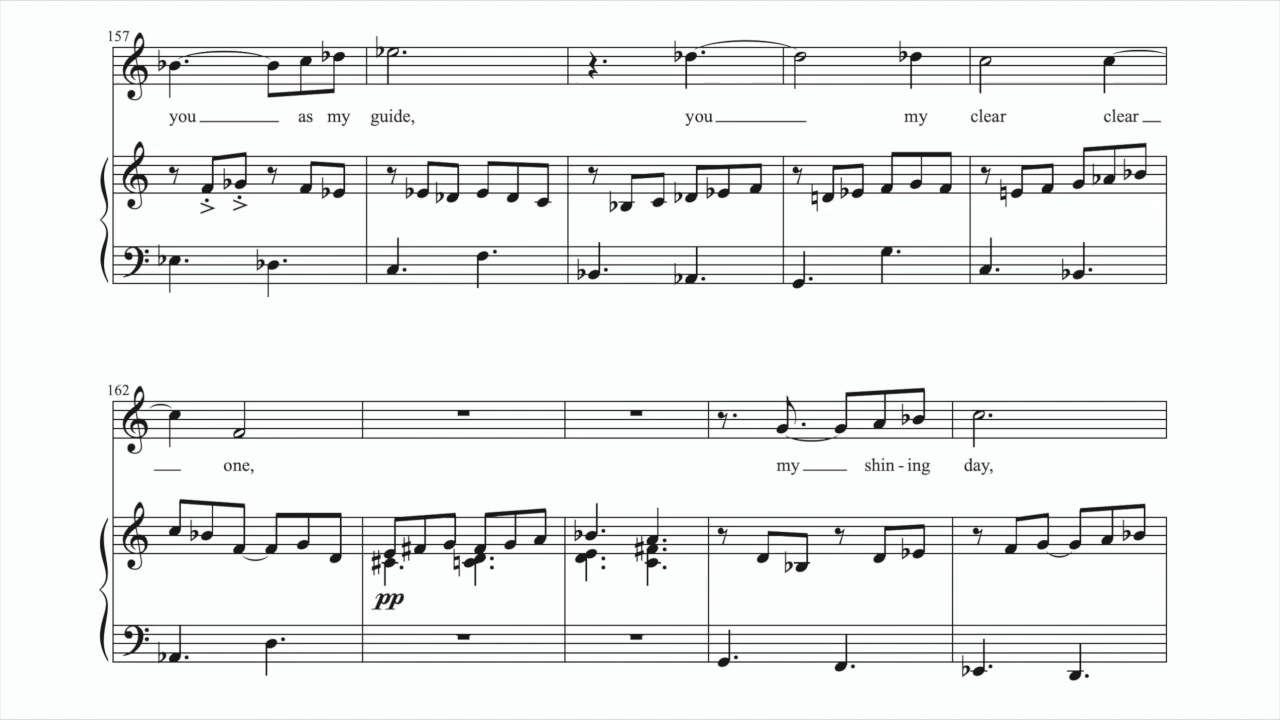 157
you as my guide, you my clear clear
162
one, my shin - ing day,
pp